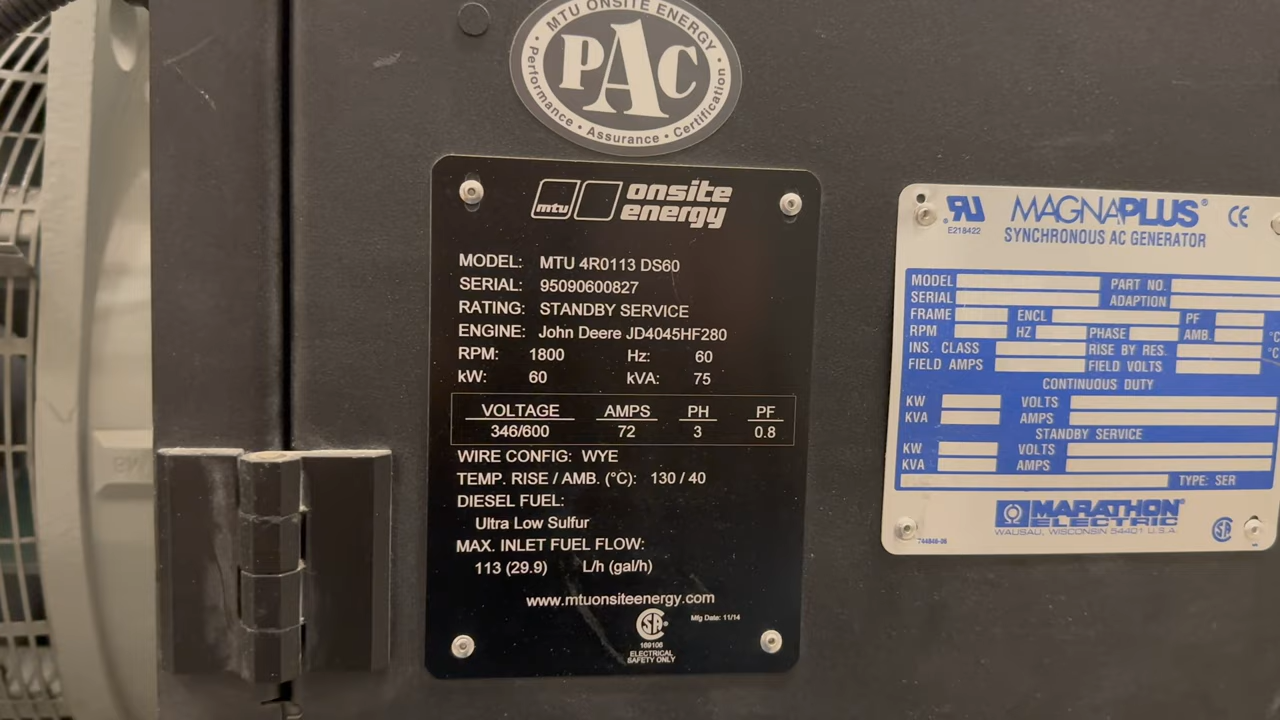 MTU ONSITE ENERGY
PAC
• Performance • Assurance • Certification •
mtu onsite energy
MODEL: MTU 4R0113 DS60
SERIAL: 95090600827
RATING: STANDBY SERVICE
ENGINE: John Deere JD4045HF280
RPM: 1800 Hz: 60
kW: 60 kVA: 75
VOLTAGE AMPS PH PF
346/600 72 3 0.8
WIRE CONFIG: WYE
TEMP. RISE / AMB. (°C): 130 / 40
DIESEL FUEL:
Ultra Low Sulfur
MAX. INLET FUEL FLOW:
113 (29.9) L/h (gal/h)
www.mtuonsiteenergy.com
Mfg Date: 11/14
169106
ELECTRICAL
SAFETY ONLY
MAGNAPLUS® CE
E218422
SYNCHRONOUS AC GENERATOR
MODEL PART NO.
SERIAL ADAPTION
FRAME ENCL PF
RPM HZ PHASE AMB. °C
INS. CLASS RISE BY RES. °C
FIELD AMPS FIELD VOLTS
CONTINUOUS DUTY
KW VOLTS
KVA AMPS
STANDBY SERVICE
KW VOLTS
KVA AMPS
TYPE: SER
MARATHON®
ELECTRIC
WAUSAU, WISCONSIN 54401 U.S.A.